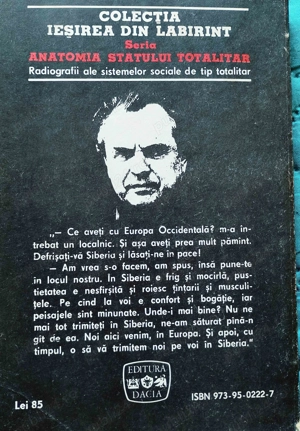 COLECȚIA
IEȘIREA DIN LABIRINT
Seria
ANATOMIA STATULUI TOTALITAR
Radiografii ale sistemelor sociale de tip totalitar
„— Ce aveți cu Europa Occidentală? m-a în-
trebat un localnic. Și așa aveți prea mult pămînt.
Defrișați-vă Siberia și lăsați-ne în pace!
— Am vrea s-o facem, am spus, însă pune-te
în locul nostru. În Siberia e frig și mocirlă, pus-
tietatea e nesfîrșită și roiesc țînțarii și musculi-
țele. Pe cînd la voi e confort și bogăție, iar
peisajele sînt minunate. Unde-i mai bine? Nu ne
mai tot trimiteți în Siberia, ne-am săturat pînă-n
gît de ea. Noi aici venim, în Europa. Și apoi, cu
timpul, o să vă trimitem noi pe voi în Siberia."
EDITURA
DACIA
Lei 85
ISBN 973-95-0222-7